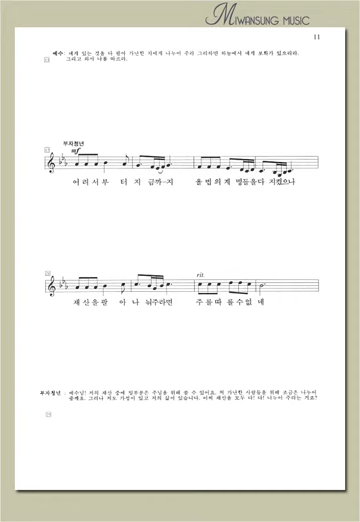 MIWANSUNG MUSIC
11
예수: 네게 있는 것을 다 팔아 가난한 자에게 나누어 주라 그리하면 하늘에서 네게 보화가 있으리라.
그리고 와서 나를 따르라.
부자청년
mf
어 려 서 부 터 지 금까-지 율 법 의 계 명들을다 지켰으나
rit.
재 산 을 팔 아 나 눠주라면 주 를 따 를 수 없 네
부자청년 : 예수님! 저의 재산 중에 일부분은 주님을 위해 쓸 수 있어요. 저 가난한 사람들을 위해 조금은 나누어
줄께요. 그러나 저도 가정이 있고 저의 삶이 있습니다. 어찌 재산을 모두 다! 다! 나누어 주라는 거죠?